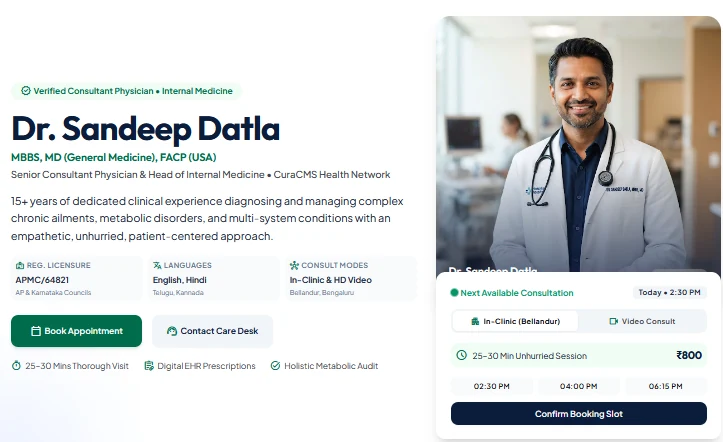 Verified Consultant Physician • Internal Medicine
Dr. Sandeep Datla
MBBS, MD (General Medicine), FACP (USA)
Senior Consultant Physician & Head of Internal Medicine • CuraCMS Health Network
15+ years of dedicated clinical experience diagnosing and managing complex
chronic ailments, metabolic disorders, and multi-system conditions with an
empathetic, unhurried, patient-centered approach.
REG. LICENSURE
APMC/64821
AP & Karnataka Councils
LANGUAGES
English, Hindi
Telugu, Kannada
CONSULT MODES
In-Clinic & HD Video
Bellandur, Bengaluru
Book Appointment
Contact Care Desk
25–30 Mins Thorough Visit
Digital EHR Prescriptions
Holistic Metabolic Audit
Dr. Sandeep Datla
Next Available Consultation
Today • 2:30 PM
In-Clinic (Bellandur)
Video Consult
25–30 Min Unhurried Session
₹800
02:30 PM
04:00 PM
06:15 PM
Confirm Booking Slot